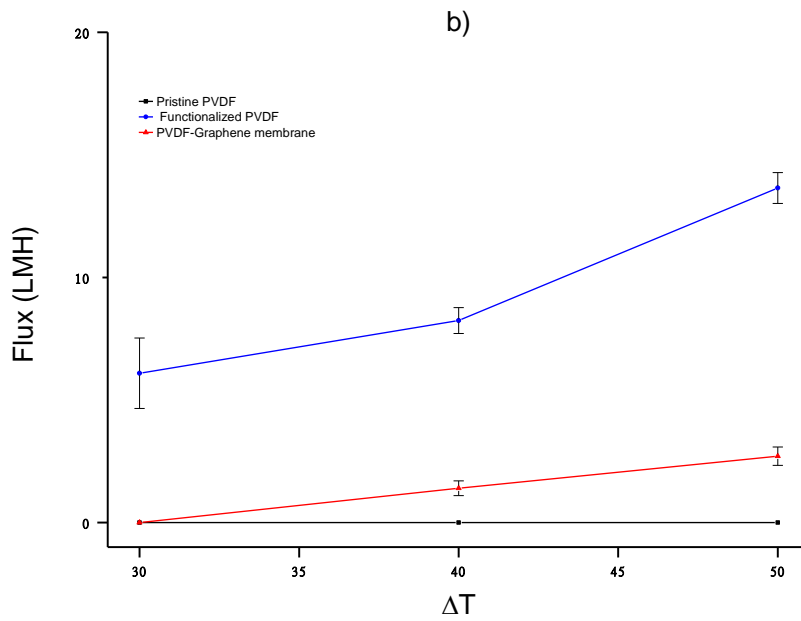 b)
20
Pristine PVDF
Functionalized PVDF
PVDF-Graphene membrane
Flux (LMH)
10
0
30 35 40 45 50
ΔT